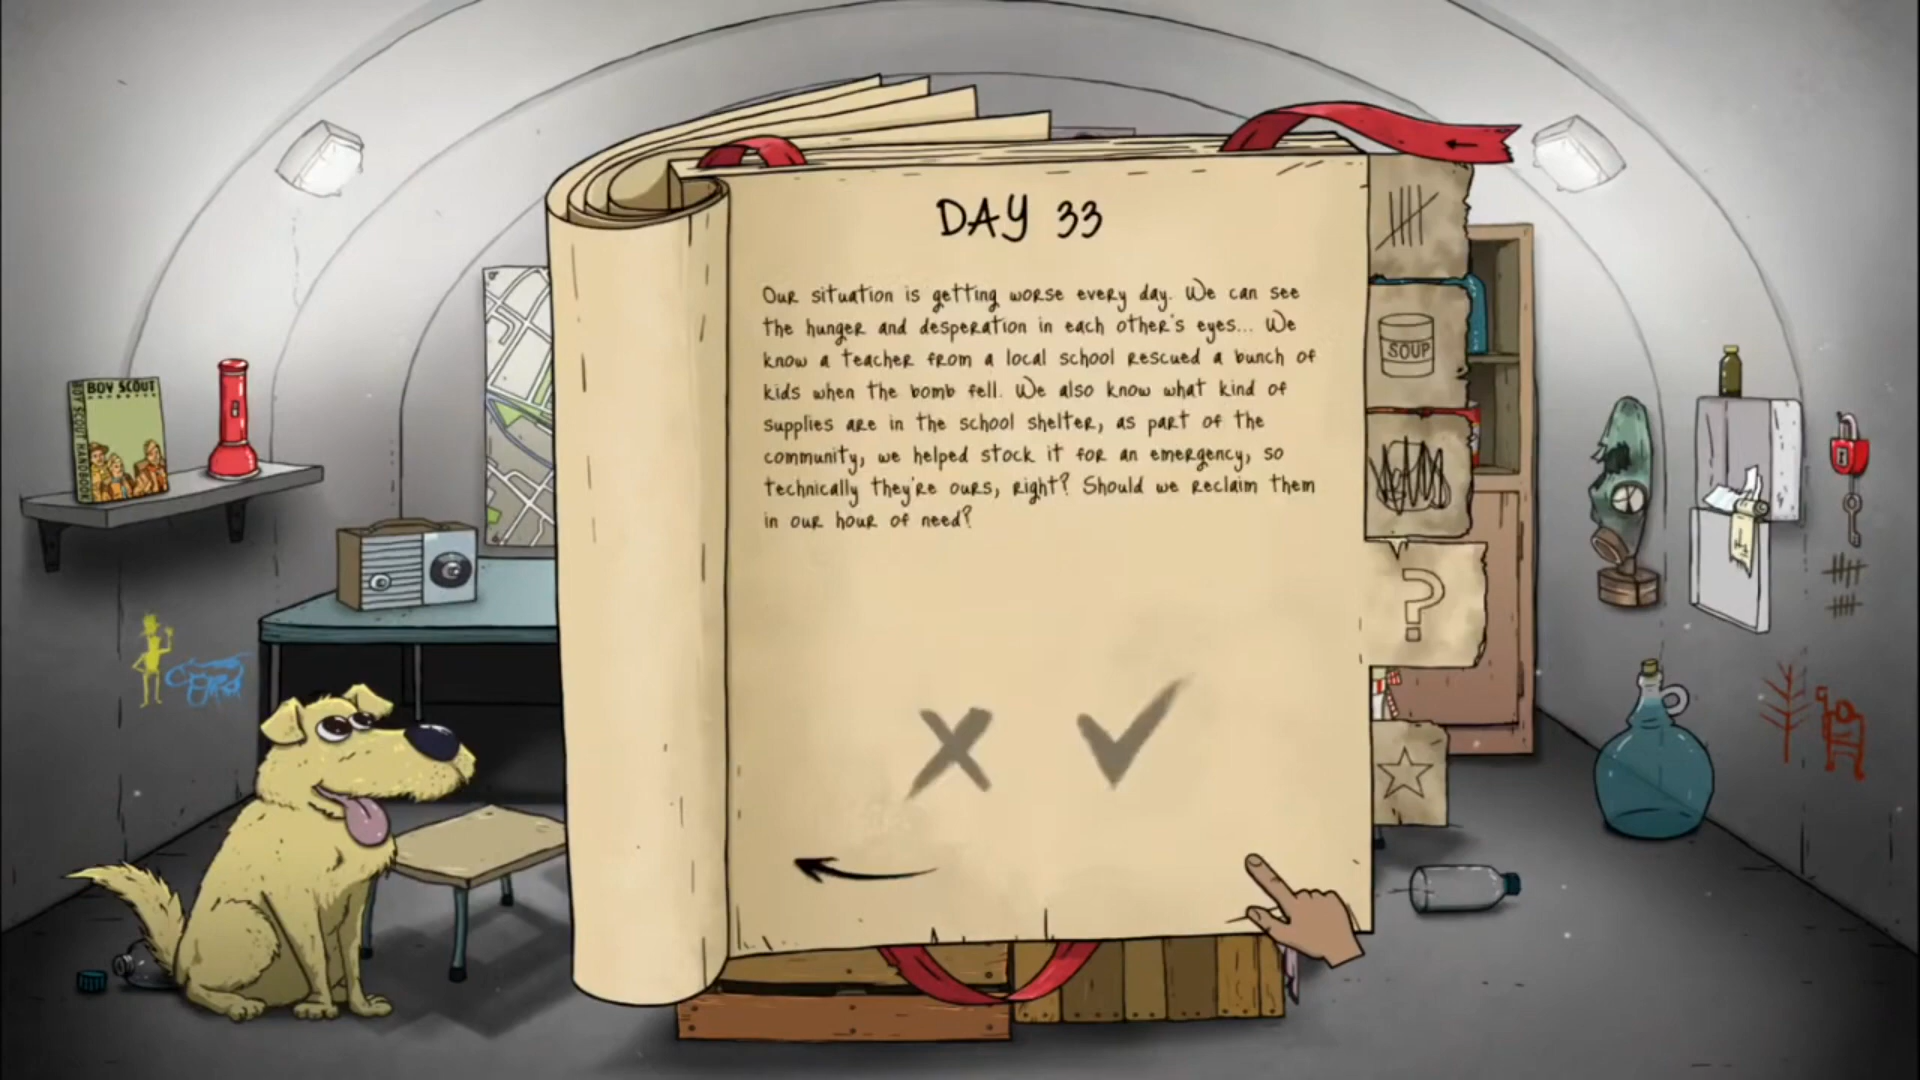 DAY 33
Our situation is getting worse every day. We can see
the hunger and desperation in each other's eyes... We
know a teacher from a local school rescued a bunch of
kids when the bomb fell. We also know what kind of
supplies are in the school shelter, as part of the
community, we helped stock it for an emergency, so
technically they're ours, right? Should we reclaim them
in our hour of need?
BOY SCOUT
BOY SCOUT HANDBOOK
SOUP